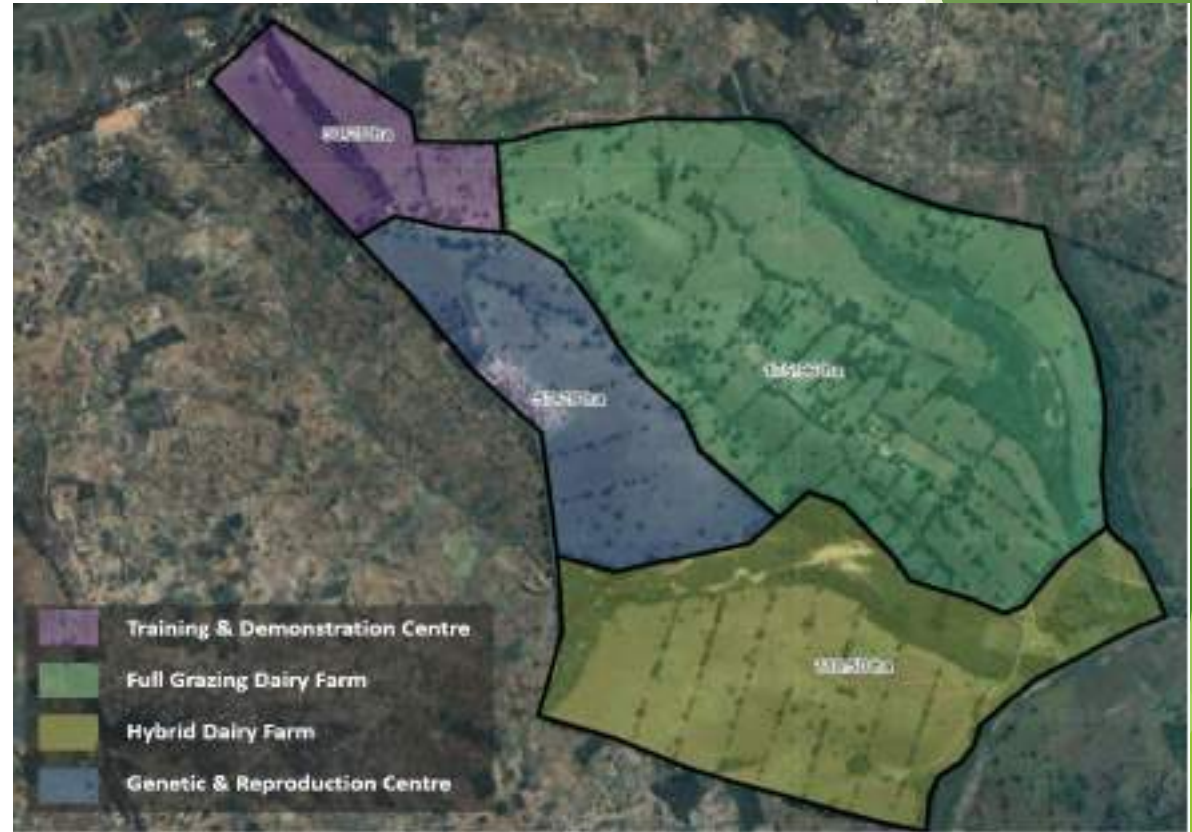 Training & Demonstration Centre
Full Grazing Dairy Farm
Hybrid Dairy Farm
Genetic & Reproduction Centre